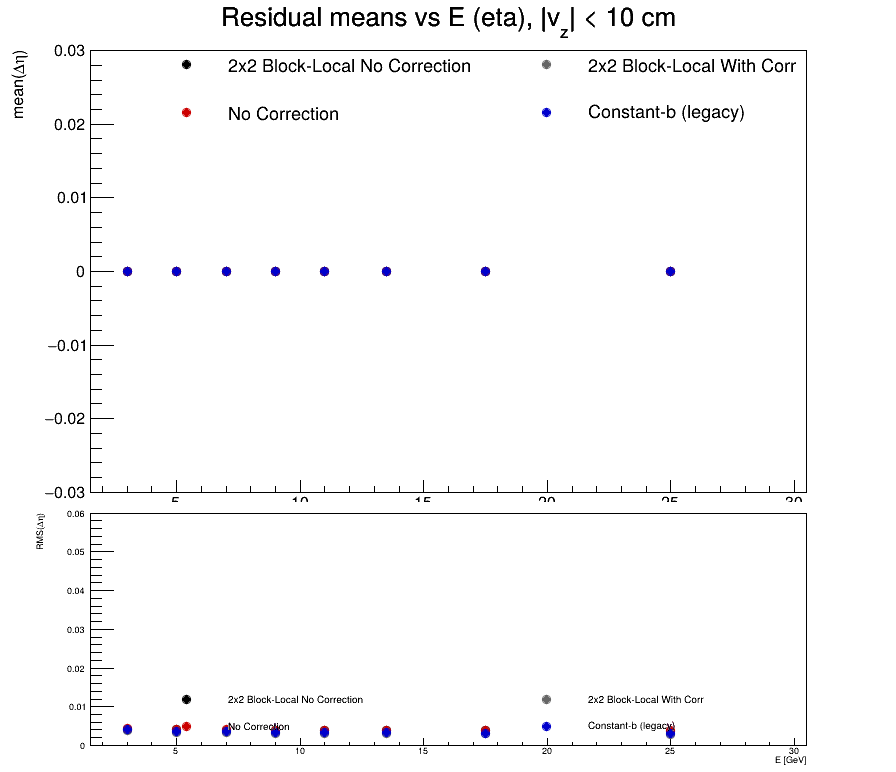 Residual means vs E (eta), |v_z| < 10 cm
mean(Δη)
0.03
0.02
0.01
0
−0.01
−0.02
−0.03
2x2 Block-Local No Correction
2x2 Block-Local With Corr
No Correction
Constant-b (legacy)
5
10
15
20
25
30
RMS(Δη)
0.06
0.05
0.04
0.03
0.02
0.01
0
2x2 Block-Local No Correction
2x2 Block-Local With Corr
No Correction
Constant-b (legacy)
5
10
15
20
25
30
E [GeV]